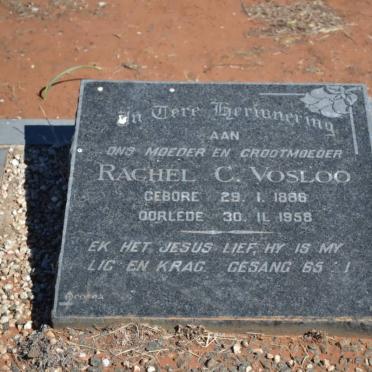 In Tere Herinnering
AAN
ONS MOEDER EN GROOTMOEDER
RACHEL C. VOSLOO
GEBORE 29. 1. 1886
OORLEDE 30. 11. 1958
EK HET JESUS LIEF, HY IS MY
LIG EN KRAG. GESANG 65 : 1